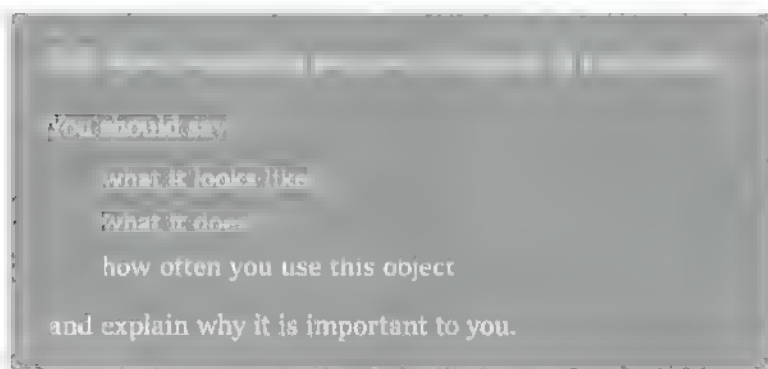 You should say
what it looks like
what it does
how often you use this object
and explain why it is important to you.